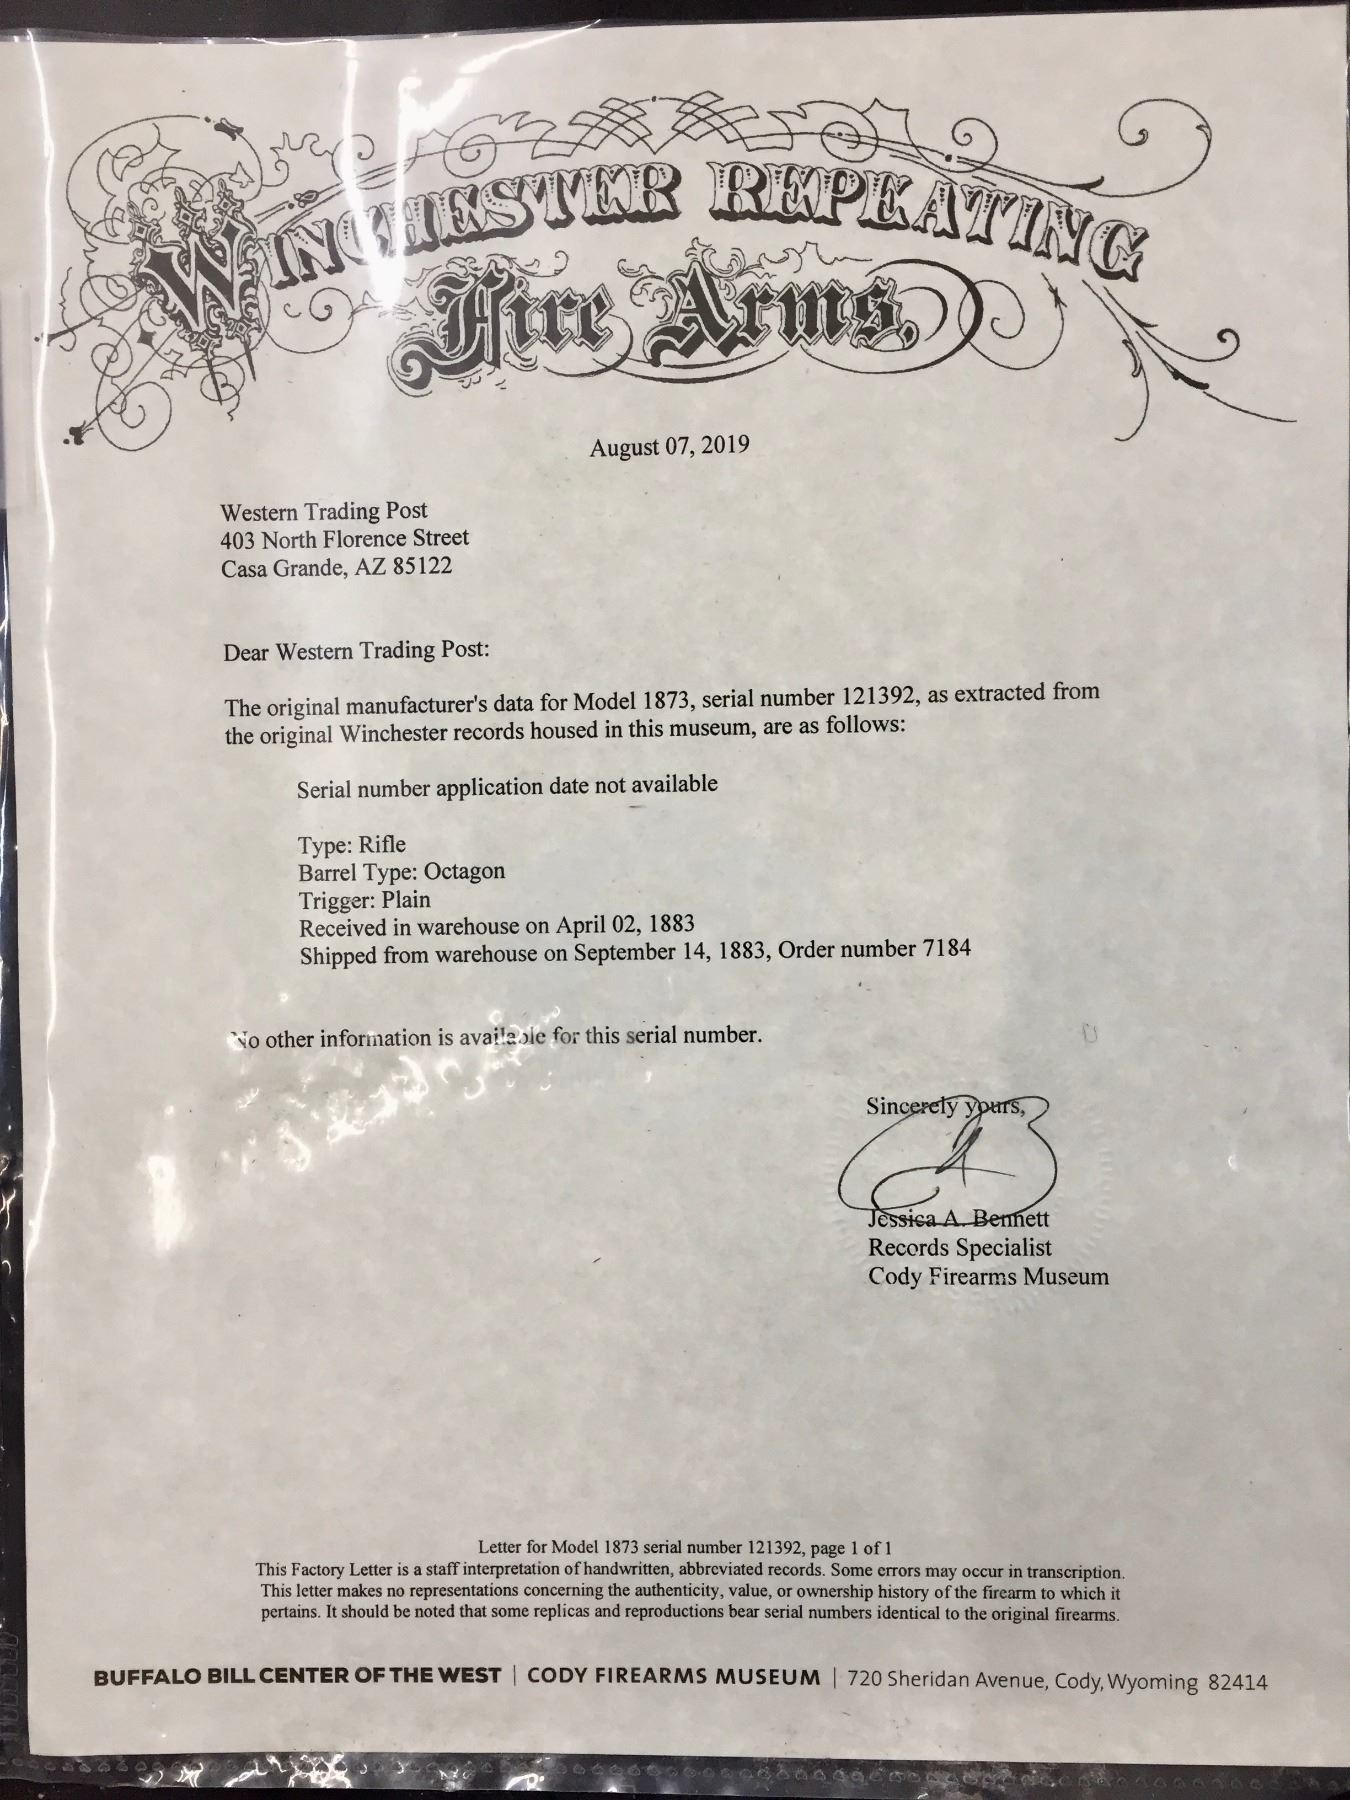 WINCHESTER REPEATING
Fire Arms.
August 07, 2019
Western Trading Post
403 North Florence Street
Casa Grande, AZ 85122
Dear Western Trading Post:
The original manufacturer's data for Model 1873, serial number 121392, as extracted from
the original Winchester records housed in this museum, are as follows:
Serial number application date not available
Type: Rifle
Barrel Type: Octagon
Trigger: Plain
Received in warehouse on April 02, 1883
Shipped from warehouse on September 14, 1883, Order number 7184
No other information is available for this serial number.
Sincerely yours,
Jessica A. Bennett
Records Specialist
Cody Firearms Museum
Letter for Model 1873 serial number 121392, page 1 of 1
This Factory Letter is a staff interpretation of handwritten, abbreviated records. Some errors may occur in transcription.
This letter makes no representations concerning the authenticity, value, or ownership history of the firearm to which it
pertains. It should be noted that some replicas and reproductions bear serial numbers identical to the original firearms.
BUFFALO BILL CENTER OF THE WEST | CODY FIREARMS MUSEUM | 720 Sheridan Avenue, Cody, Wyoming 82414